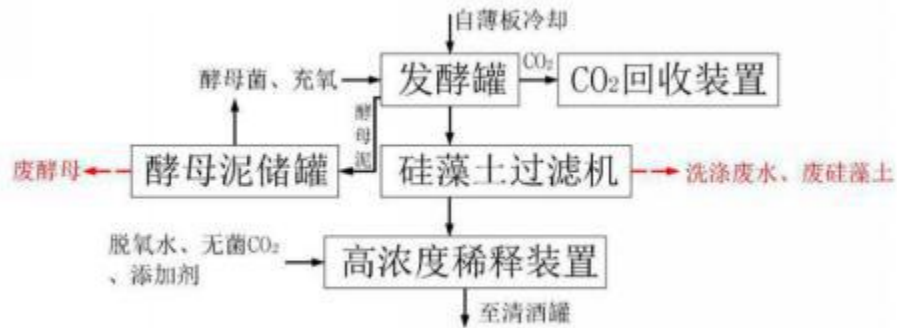 自薄板冷却
酵母菌、充氧
发酵罐
CO₂
CO₂回收装置
酵母泥
废酵母
酵母泥储罐
硅藻土过滤机
洗涤废水、废硅藻土
脱氧水、无菌CO₂
、添加剂
高浓度稀释装置
至清酒罐